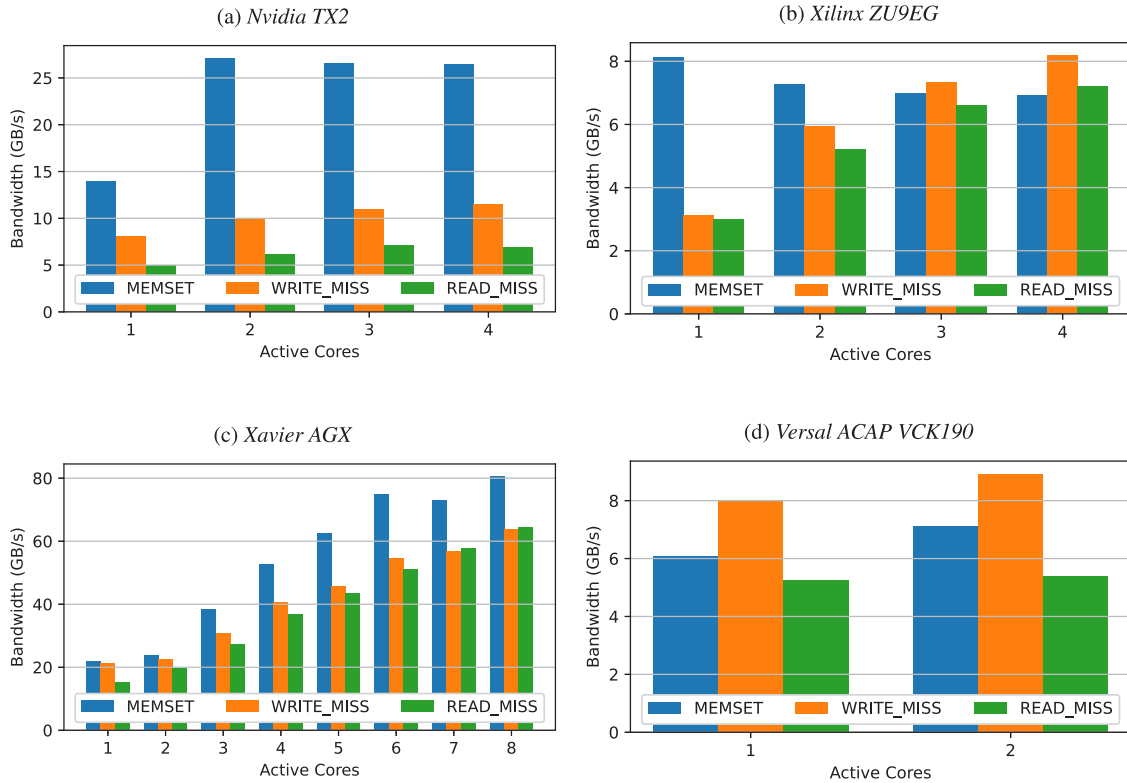 (a) Nvidia TX2
Bandwidth (GB/s)
25
20
15
10
5
0
MEMSET WRITE_MISS READ_MISS
1 2 3 4
Active Cores
(b) Xilinx ZU9EG
Bandwidth (GB/s)
8
6
4
2
0
MEMSET WRITE_MISS READ_MISS
1 2 3 4
Active Cores
(c) Xavier AGX
Bandwidth (GB/s)
80
60
40
20
0
MEMSET WRITE_MISS READ_MISS
1 2 3 4 5 6 7 8
Active Cores
(d) Versal ACAP VCK190
Bandwidth (GB/s)
8
6
4
2
0
MEMSET WRITE_MISS READ_MISS
1 2
Active Cores